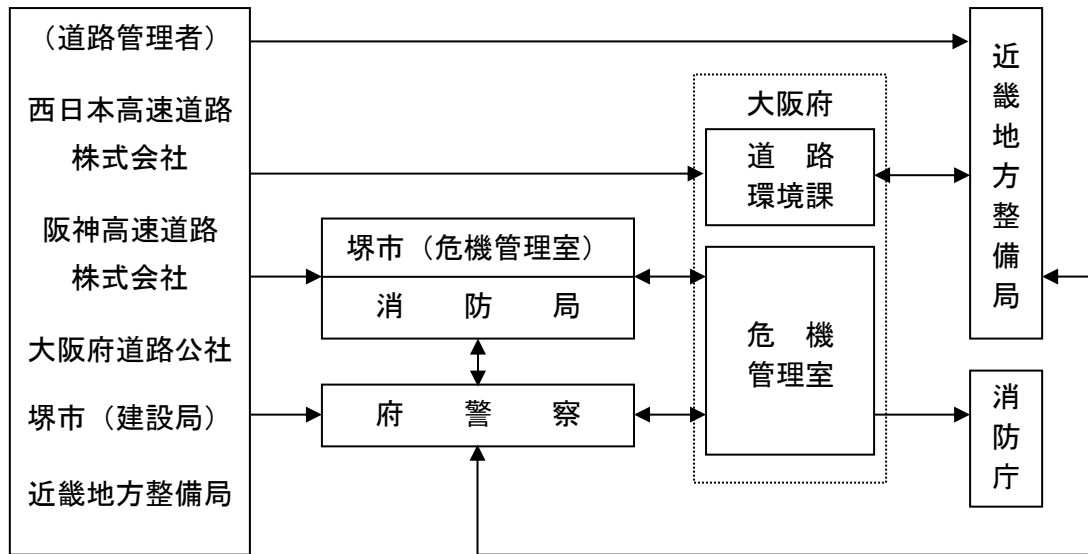 （道路管理者）
西日本高速道路
株式会社
阪神高速道路
株式会社
大阪府道路公社
堺市（建設局）
近畿地方整備局
堺市（危機管理室）
消　防　局
府　警　察
大阪府
道　路
環境課
危　機
管理室
近畿地方整備局
消防庁